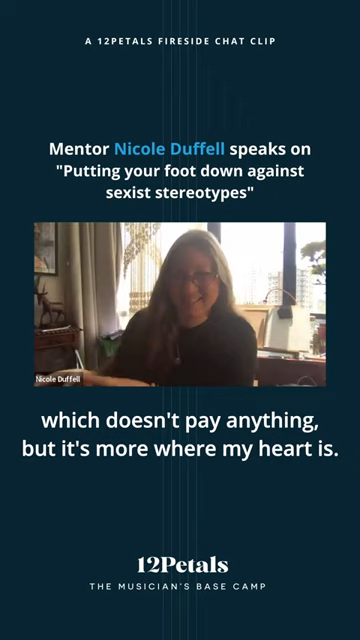 A 12PETALS FIRESIDE CHAT CLIP
Mentor Nicole Duffell speaks on
"Putting your foot down against
sexist stereotypes"
Nicole Duffell
which doesn't pay anything,
but it's more where my heart is.
12Petals
THE MUSICIAN'S BASE CAMP